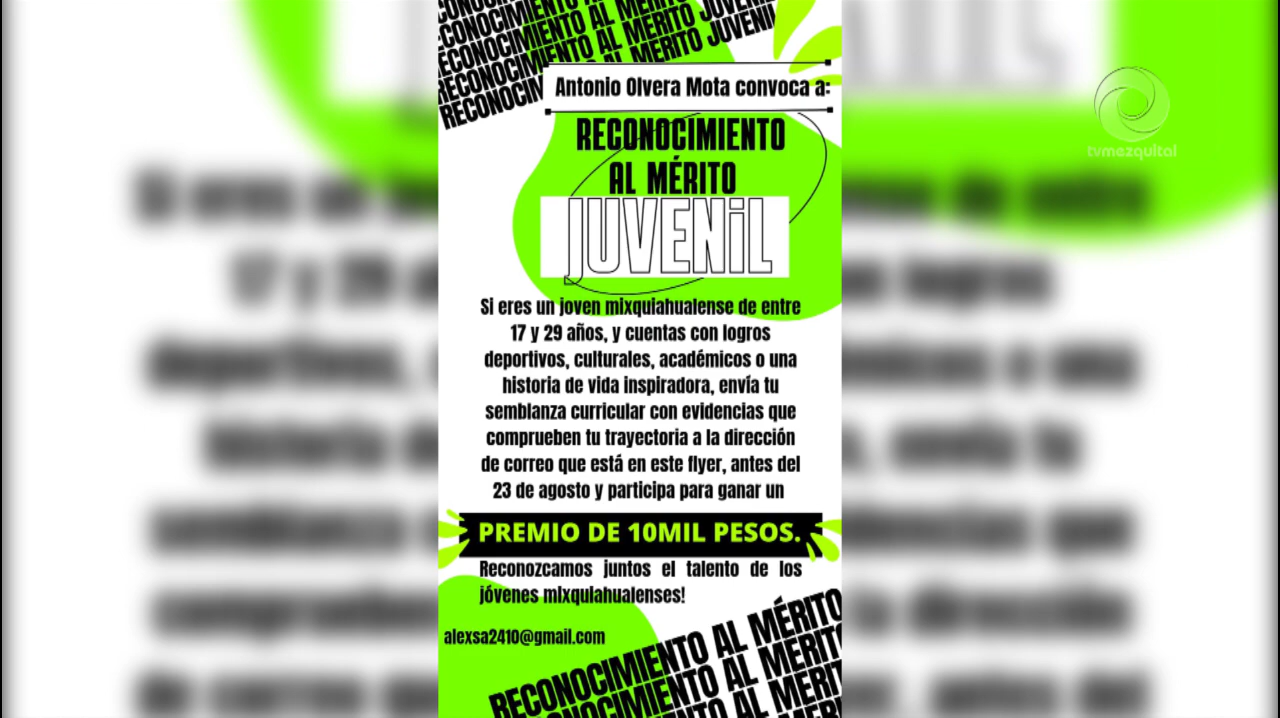 RECONOCIMIENTO AL MÉRITO JUVENIL
RECONOCIMIENTO AL MÉRITO JUVENIL
Antonio Olvera Mota convoca a:
RECONOCIMIENTO
AL MÉRITO
JUVENiL
tvmezquital
Si eres un joven mixquiahualense de entre
17 y 29 años, y cuentas con logros
deportivos, culturales, académicos o una
historia de vida inspiradora, envía tu
semblanza curricular con evidencias que
comprueben tu trayectoria a la dirección
de correo que está en este flyer, antes del
23 de agosto y participa para ganar un
PREMIO DE 10MIL PESOS.
Reconozcamos juntos el talento de los
jóvenes mixquiahualenses!
alexsa2410@gmail.com
RECONOCIMIENTO AL MÉRITO
RECONOCIMIENTO AL MÉRITO